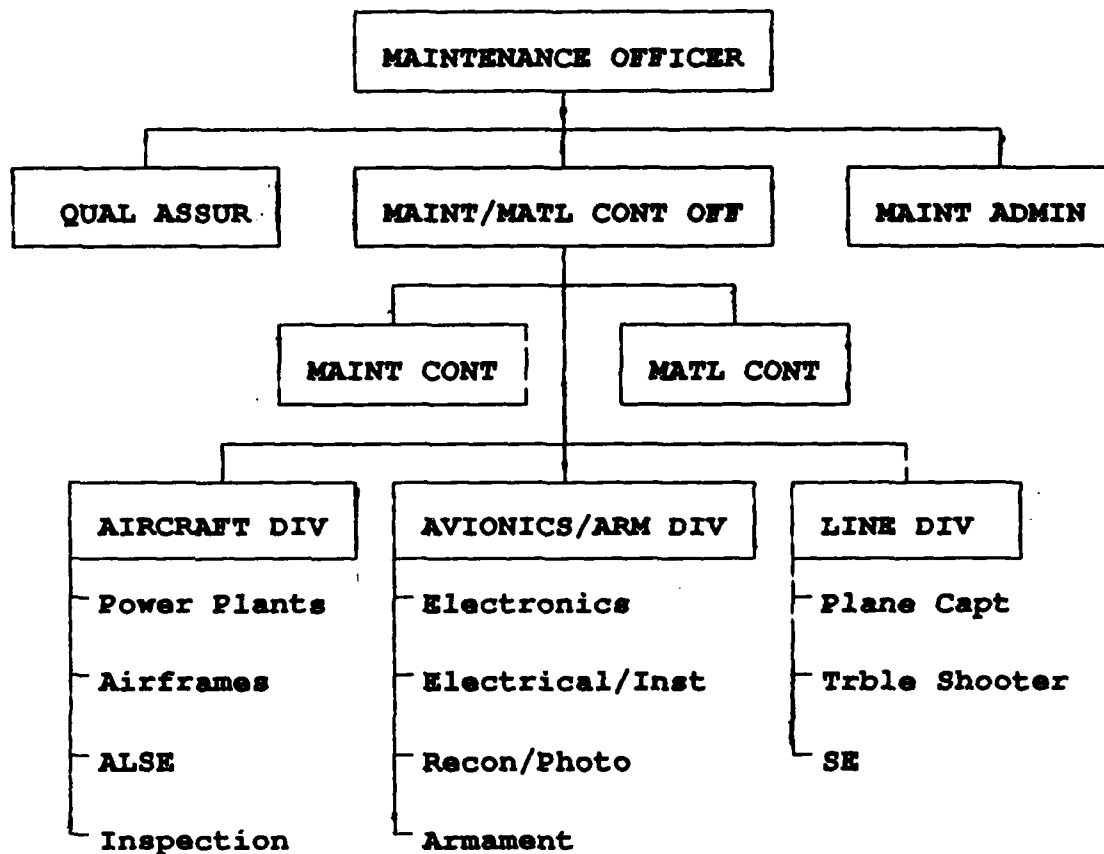 MAINTENANCE OFFICER
QUAL ASSUR
MAINT/MATL CONT OFF
MAINT ADMIN
MAINT CONT
MATL CONT
AIRCRAFT DIV
AVIONICS/ARM DIV
LINE DIV
Power Plants
Electronics
Plane Capt
Airframes
Electrical/Inst
Trble Shooter
ALSE
Recon/Photo
SE
Inspection
Armament